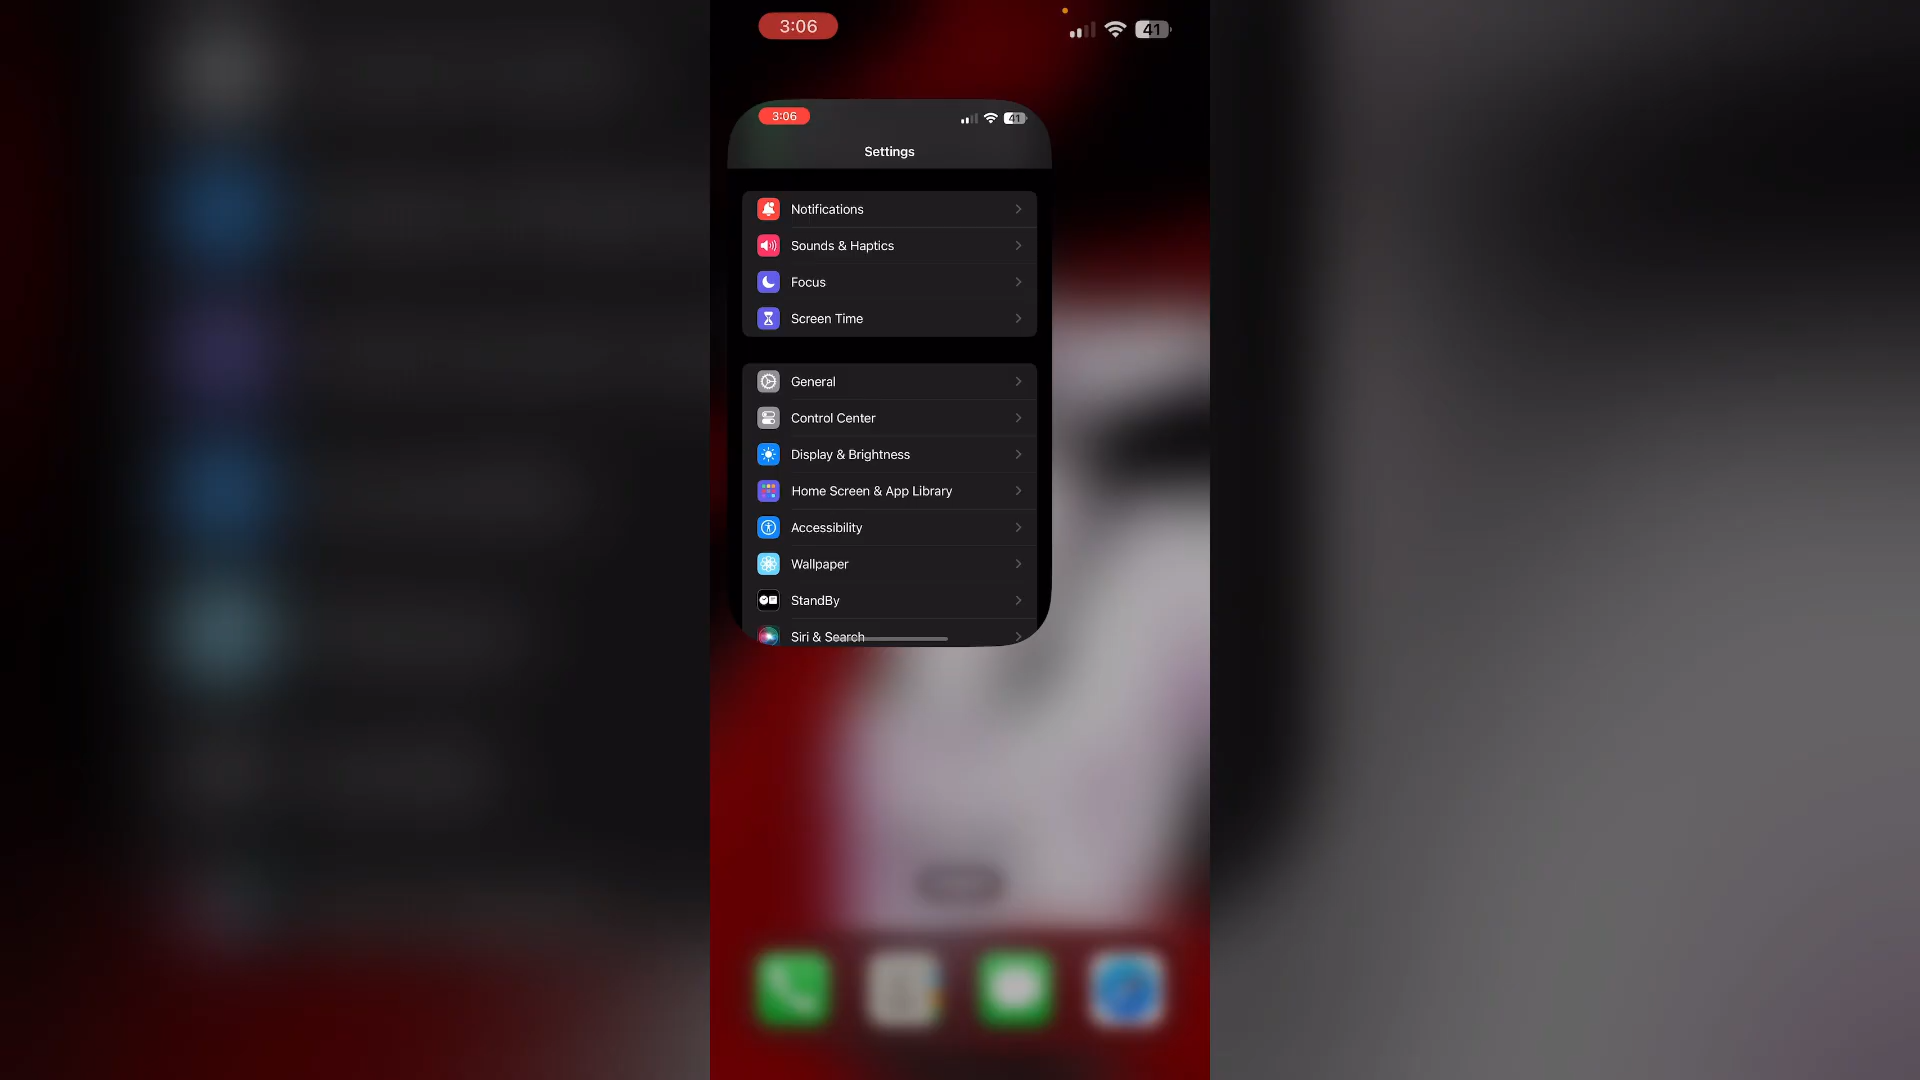 3:06
41
3:06
41
Settings
Notifications
Sounds & Haptics
Focus
Screen Time
General
Control Center
Display & Brightness
Home Screen & App Library
Accessibility
Wallpaper
StandBy
Siri & Search